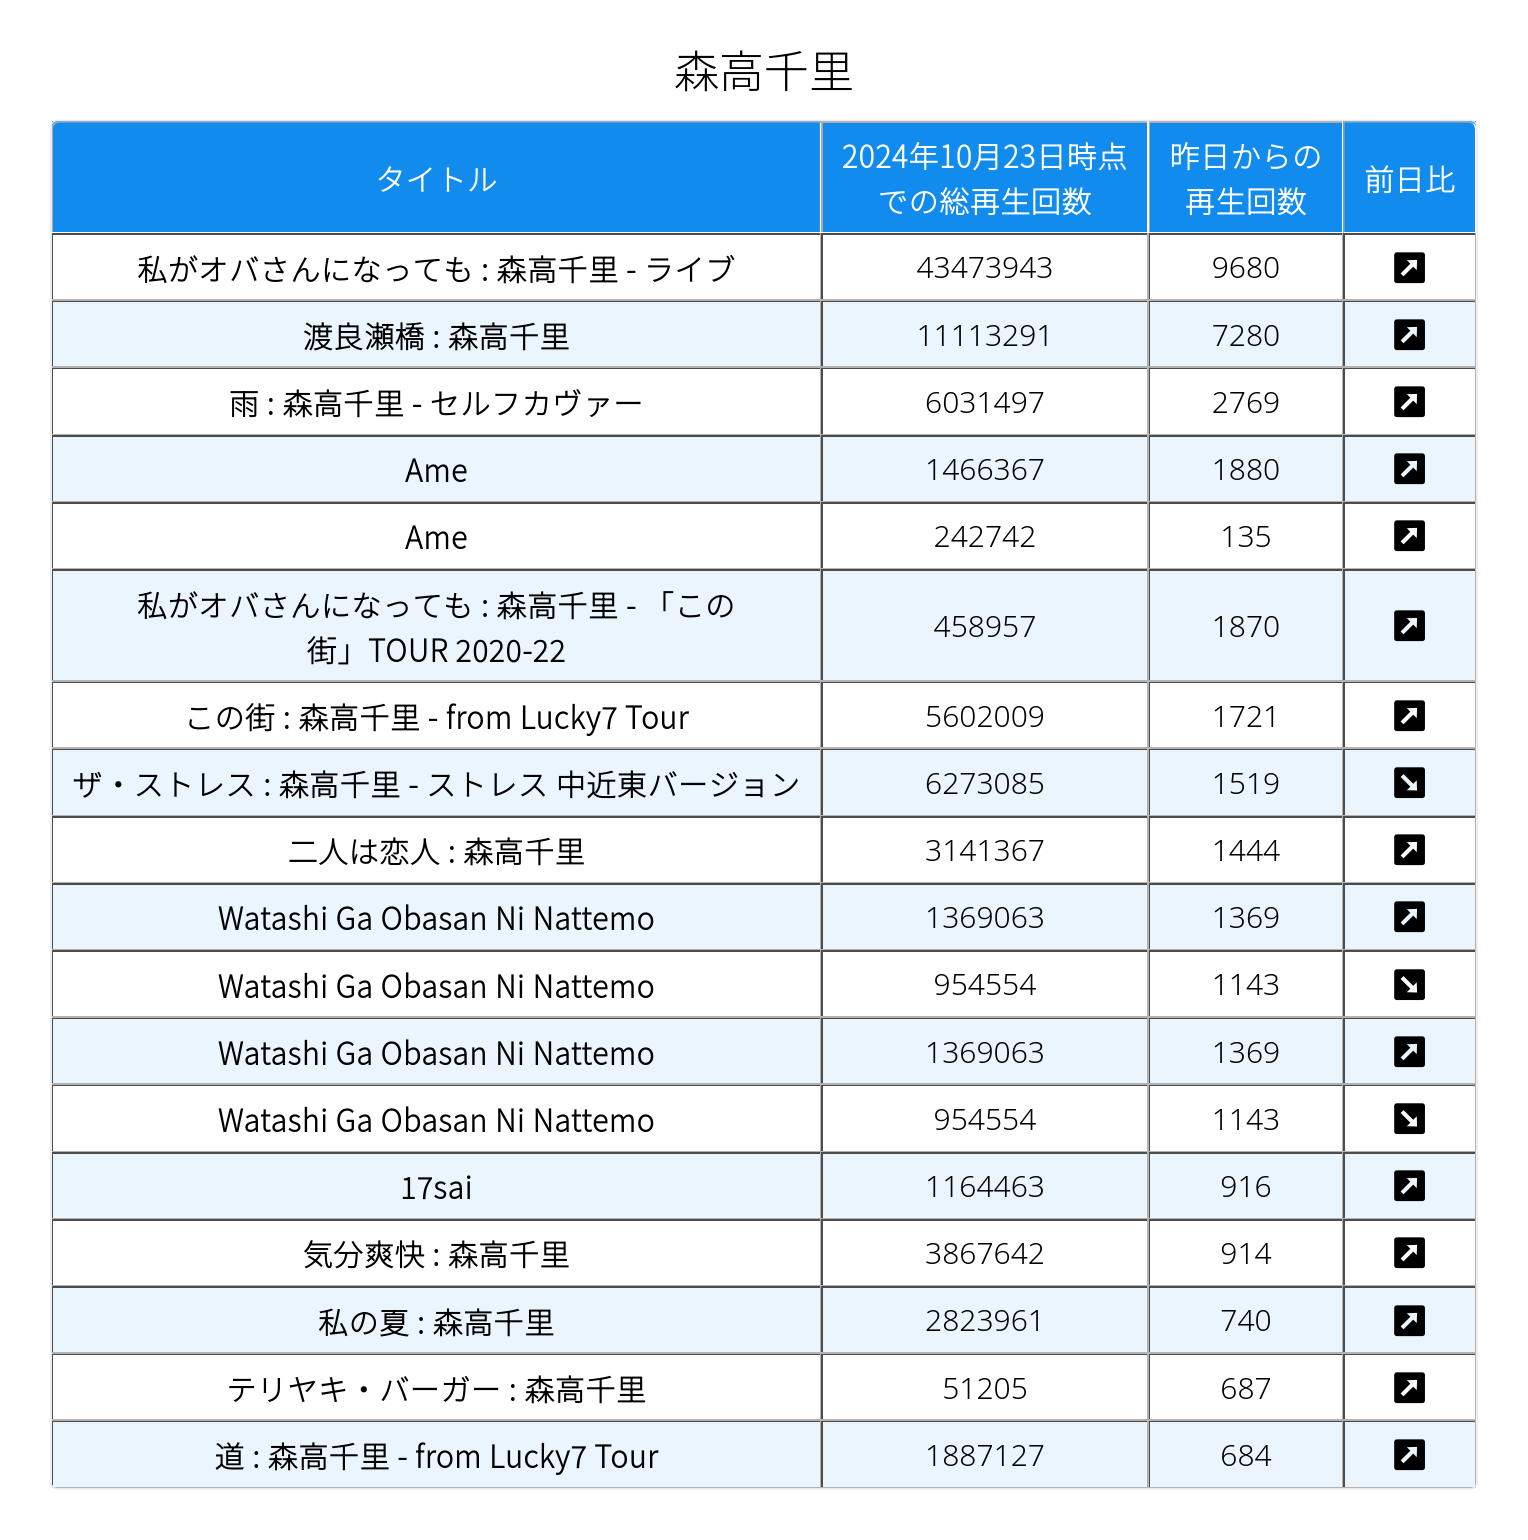 森高千里
タイトル
2024年10月23日時点
での総再生回数
昨日からの
再生回数
前日比
私がオバさんになっても : 森高千里 - ライブ 43473943 9680
渡良瀬橋 : 森高千里 11113291 7280
雨 : 森高千里 - セルフカヴァー 6031497 2769
Ame 1466367 1880
Ame 242742 135
私がオバさんになっても : 森高千里 - 「この
街」TOUR 2020-22 458957 1870
この街 : 森高千里 - from Lucky7 Tour 5602009 1721
ザ・ストレス : 森高千里 - ストレス 中近東バージョン 6273085 1519
二人は恋人 : 森高千里 3141367 1444
Watashi Ga Obasan Ni Nattemo 1369063 1369
Watashi Ga Obasan Ni Nattemo 954554 1143
Watashi Ga Obasan Ni Nattemo 1369063 1369
Watashi Ga Obasan Ni Nattemo 954554 1143
17sai 1164463 916
気分爽快 : 森高千里 3867642 914
私の夏 : 森高千里 2823961 740
テリヤキ・バーガー : 森高千里 51205 687
道 : 森高千里 - from Lucky7 Tour 1887127 684